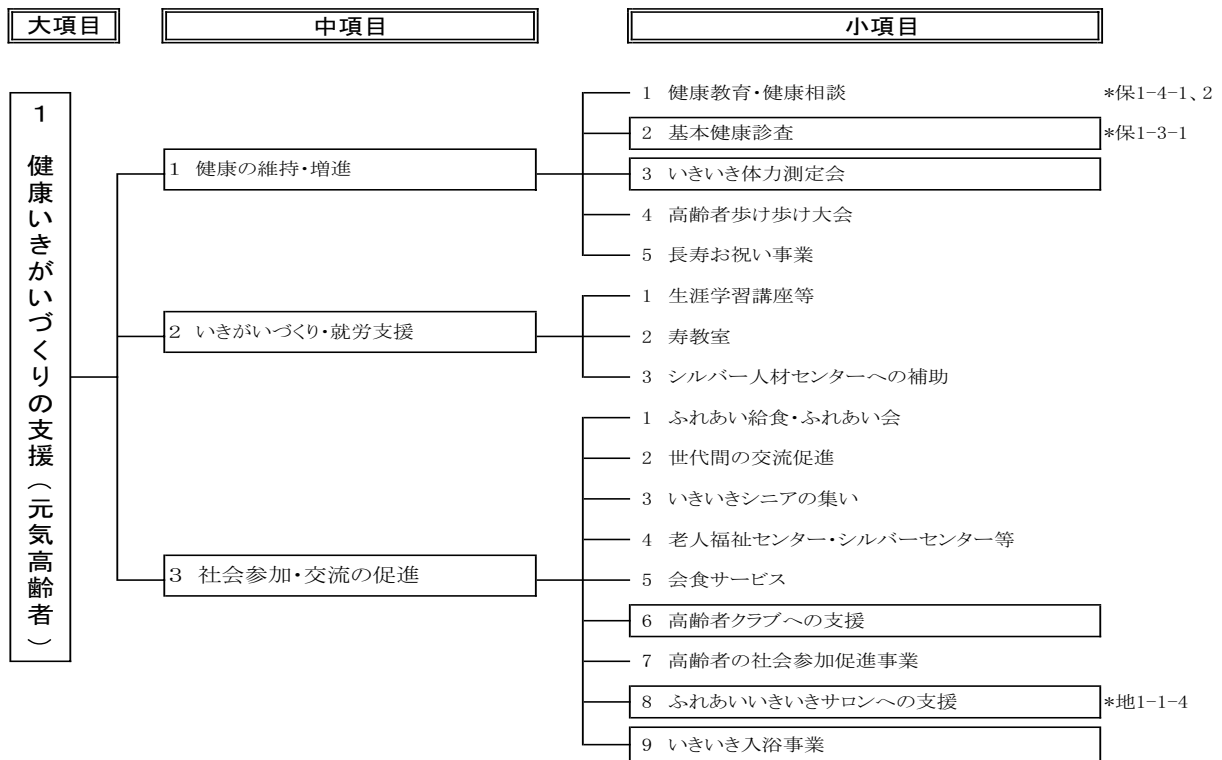 大項目
中項目
小項目
1 健康いきがいづくりの支援（元気高齢者）
1 健康の維持・増進
1 健康教育・健康相談 *保1-4-1、2
2 基本健康診査 *保1-3-1
3 いきいき体力測定会
4 高齢者歩け歩け大会
5 長寿お祝い事業
2 いきがいづくり・就労支援
1 生涯学習講座等
2 寿教室
3 シルバー人材センターへの補助
3 社会参加・交流の促進
1 ふれあい給食・ふれあい会
2 世代間の交流促進
3 いきいきシニアの集い
4 老人福祉センター・シルバーセンター等
5 会食サービス
6 高齢者クラブへの支援
7 高齢者の社会参加促進事業
8 ふれあいいきいきサロンへの支援 *地1-1-4
9 いきいき入浴事業